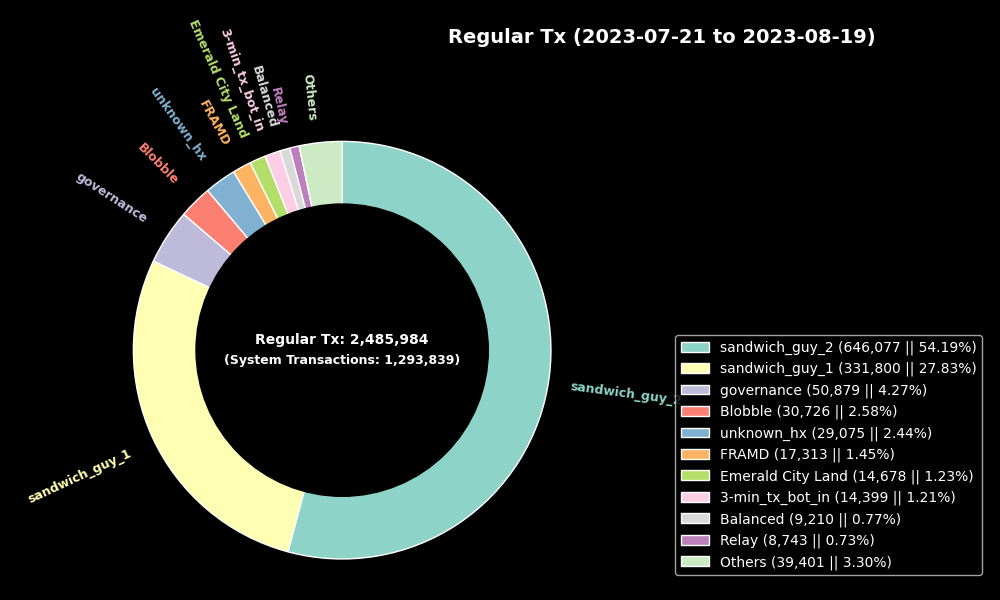 Regular Tx (2023-07-21 to 2023-08-19)
Emerald City Land
3-min_tx_bot_in
Balanced
Relay
Others
FRAMD
unknown_hx
Blobble
governance
Regular Tx: 2,485,984
(System Transactions: 1,293,839)
sandwich_guy_2
sandwich_guy_1
sandwich_guy_2 (646,077 || 54.19%)
sandwich_guy_1 (331,800 || 27.83%)
governance (50,879 || 4.27%)
Blobble (30,726 || 2.58%)
unknown_hx (29,075 || 2.44%)
FRAMD (17,313 || 1.45%)
Emerald City Land (14,678 || 1.23%)
3-min_tx_bot_in (14,399 || 1.21%)
Balanced (9,210 || 0.77%)
Relay (8,743 || 0.73%)
Others (39,401 || 3.30%)